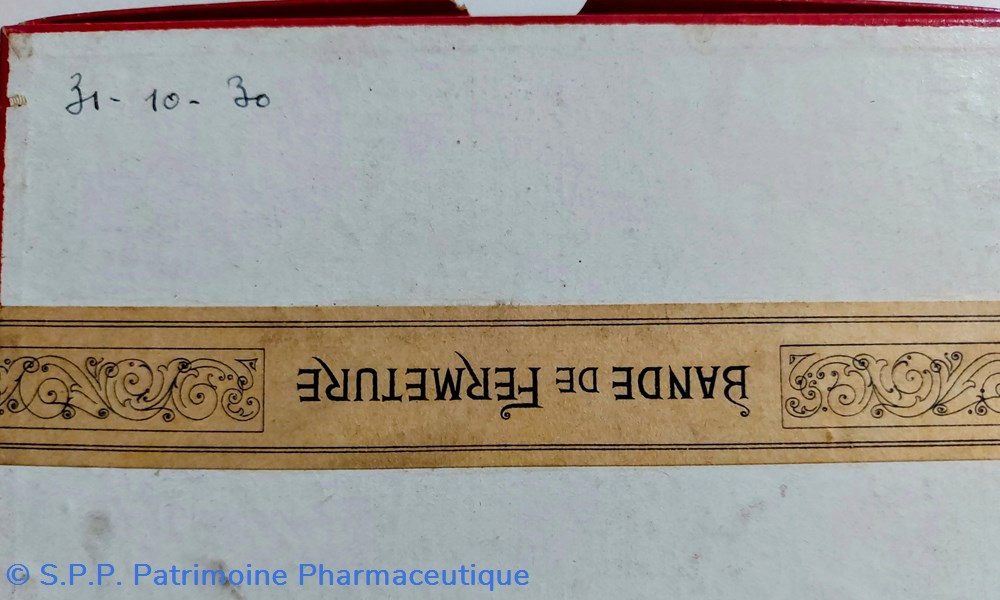 31-10-30
BANDE DE FERMETURE
© S.P.P. Patrimoine Pharmaceutique